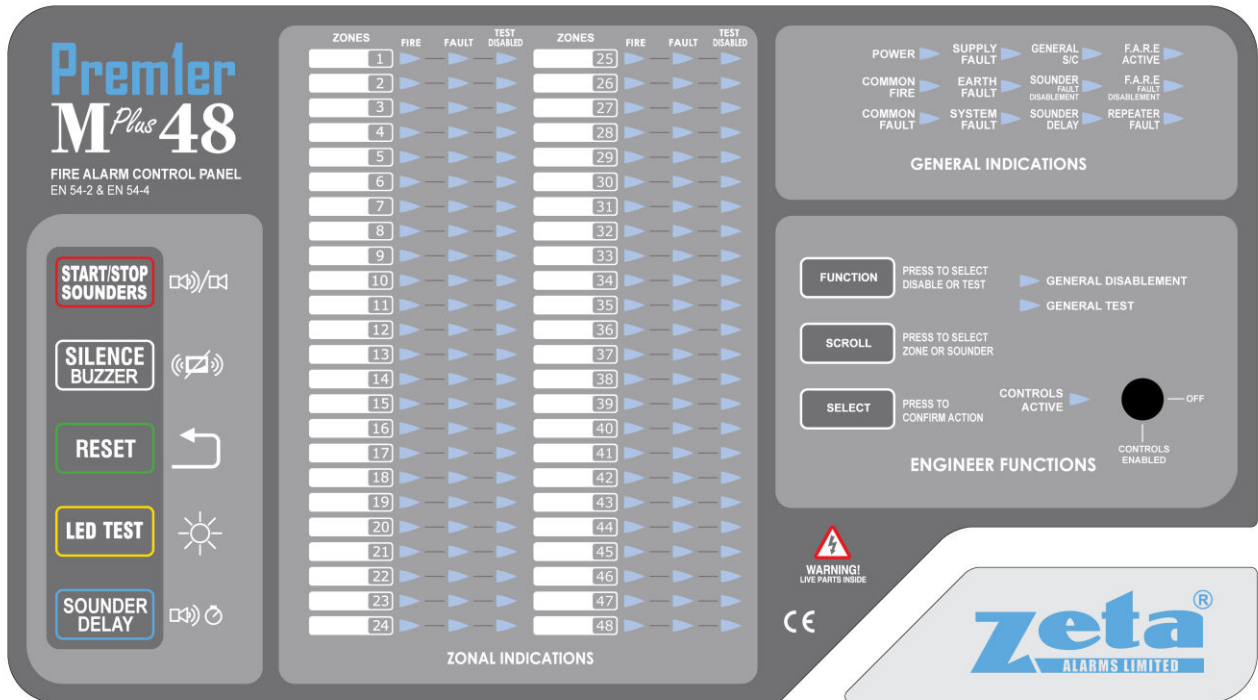 Prem1er
M Plus 48
FIRE ALARM CONTROL PANEL
EN 54-2 & EN 54-4
START/STOP
SOUNDERS
SILENCE
BUZZER
RESET
LED TEST
SOUNDER
DELAY
ZONES FIRE FAULT TEST DISABLED ZONES FIRE FAULT TEST DISABLED
1 25
2 26
3 27
4 28
5 29
6 30
7 31
8 32
9 33
10 34
11 35
12 36
13 37
14 38
15 39
16 40
17 41
18 42
19 43
20 44
21 45
22 46
23 47
24 48
ZONAL INDICATIONS
POWER SUPPLY FAULT GENERAL S/C F.A.R.E ACTIVE
COMMON FIRE EARTH FAULT SOUNDER FAULT DISABLEMENT F.A.R.E FAULT DISABLEMENT
COMMON FAULT SYSTEM FAULT SOUNDER DELAY REPEATER FAULT
GENERAL INDICATIONS
FUNCTION
PRESS TO SELECT
DISABLE OR TEST
GENERAL DISABLEMENT
GENERAL TEST
SCROLL
PRESS TO SELECT
ZONE OR SOUNDER
SELECT
PRESS TO
CONFIRM ACTION
CONTROLS
ACTIVE
OFF
CONTROLS
ENABLED
ENGINEER FUNCTIONS
WARNING!
LIVE PARTS INSIDE
CE
zeta®
ALARMS LIMITED